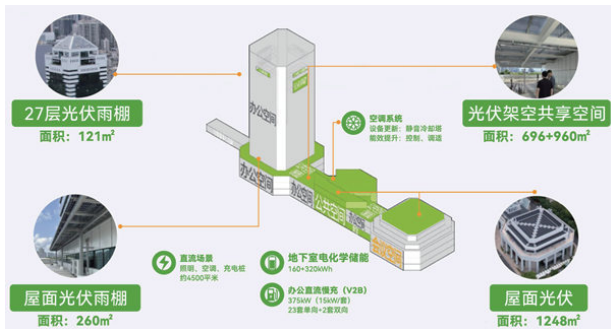 27层光伏雨棚
面积：121㎡
光伏架空共享空间
面积：696+960㎡
空调系统
设备更新：静音冷却塔
能效提升：控制、调适
办公空间
办公空间
办公空间
公共空间
屋面光伏雨棚
面积：260㎡
直流场景
照明、空调、充电桩
约4500平米
地下室电化学储能
160+320kWh
办公直流慢充（V2B）
375kW（15kW/套）
23套单向+2套双向
屋面光伏
面积：1248㎡